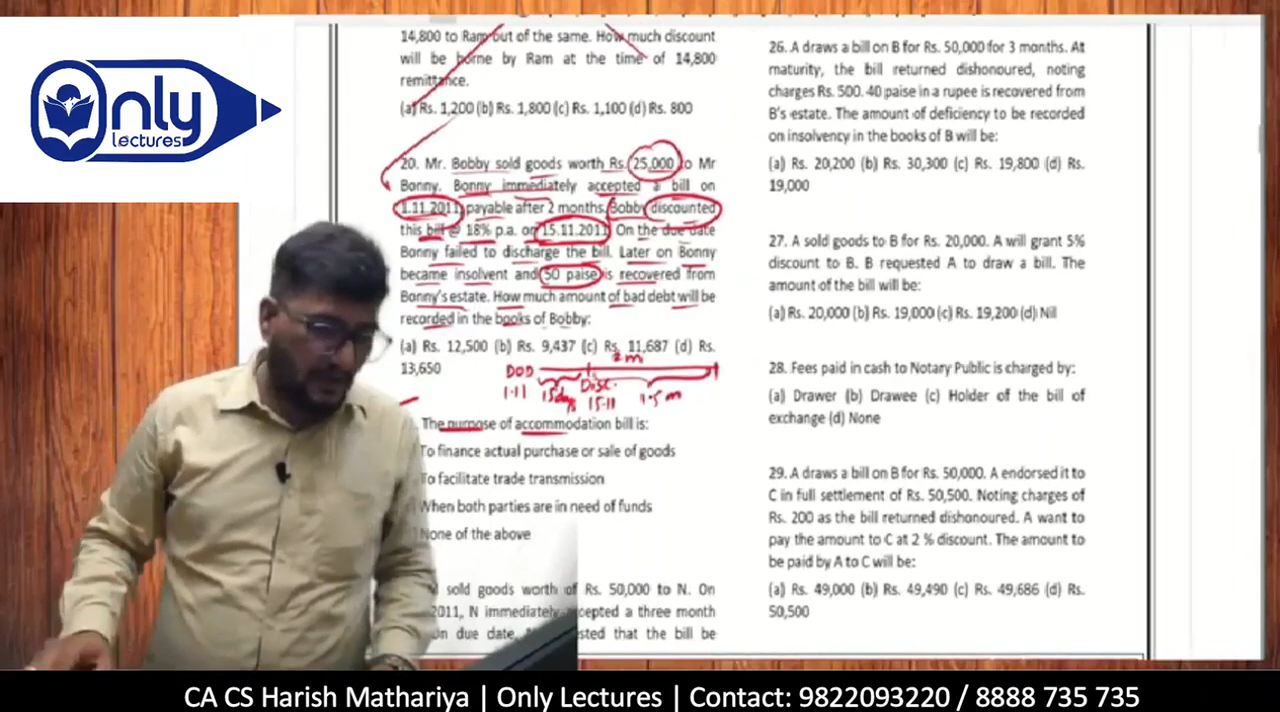 Only
Lectures
14,800 to Ram out of the same. How much discount
will be borne by Ram at the time of 14,800
remittance.
(a) Rs. 1,200 (b) Rs. 1,800 (c) Rs. 1,100 (d) Rs. 800
20. Mr. Bobby sold goods worth Rs. 25,000 to Mr
Bonny. Bonny immediately accepted a bill on
1.11.2011, payable after 2 months. Bobby discounted
this bill @ 18% p.a. on 15.11.2011. On the due date
Bonny failed to discharge the bill. Later on Bonny
became insolvent and 50 paise is recovered from
Bonny's estate. How much amount of bad debt will be
recorded in the books of Bobby:
(a) Rs. 12,500 (b) Rs. 9,437 (c) Rs. 11,687 (d) Rs.
13,650
2m
DOD
1.11
15days
Disc.
15.11
1.5m
The purpose of accommodation bill is:
To finance actual purchase or sale of goods
To facilitate trade transmission
When both parties are in need of funds
None of the above
sold goods worth of Rs. 50,000 to N. On
2011, N immediately accepted a three month
on due date, that the bill be
26. A draws a bill on B for Rs. 50,000 for 3 months. At
maturity, the bill returned dishonoured, noting
charges Rs. 500. 40 paise in a rupee is recovered from
B's estate. The amount of deficiency to be recorded
on insolvency in the books of B will be:
(a) Rs. 20,200 (b) Rs. 30,300 (c) Rs. 19,800 (d) Rs.
19,000
27. A sold goods to B for Rs. 20,000. A will grant 5%
discount to B. B requested A to draw a bill. The
amount of the bill will be:
(a) Rs. 20,000 (b) Rs. 19,000 (c) Rs. 19,200 (d) Nil
28. Fees paid in cash to Notary Public is charged by:
(a) Drawer (b) Drawee (c) Holder of the bill of
exchange (d) None
29. A draws a bill on B for Rs. 50,000. A endorsed it to
C in full settlement of Rs. 50,500. Noting charges of
Rs. 200 as the bill returned dishonoured. A want to
pay the amount to C at 2 % discount. The amount to
be paid by A to C will be:
(a) Rs. 49,000 (b) Rs. 49,490 (c) Rs. 49,686 (d) Rs.
50,500
CA CS Harish Mathariya | Only Lectures | Contact: 9822093220 / 8888 735 735